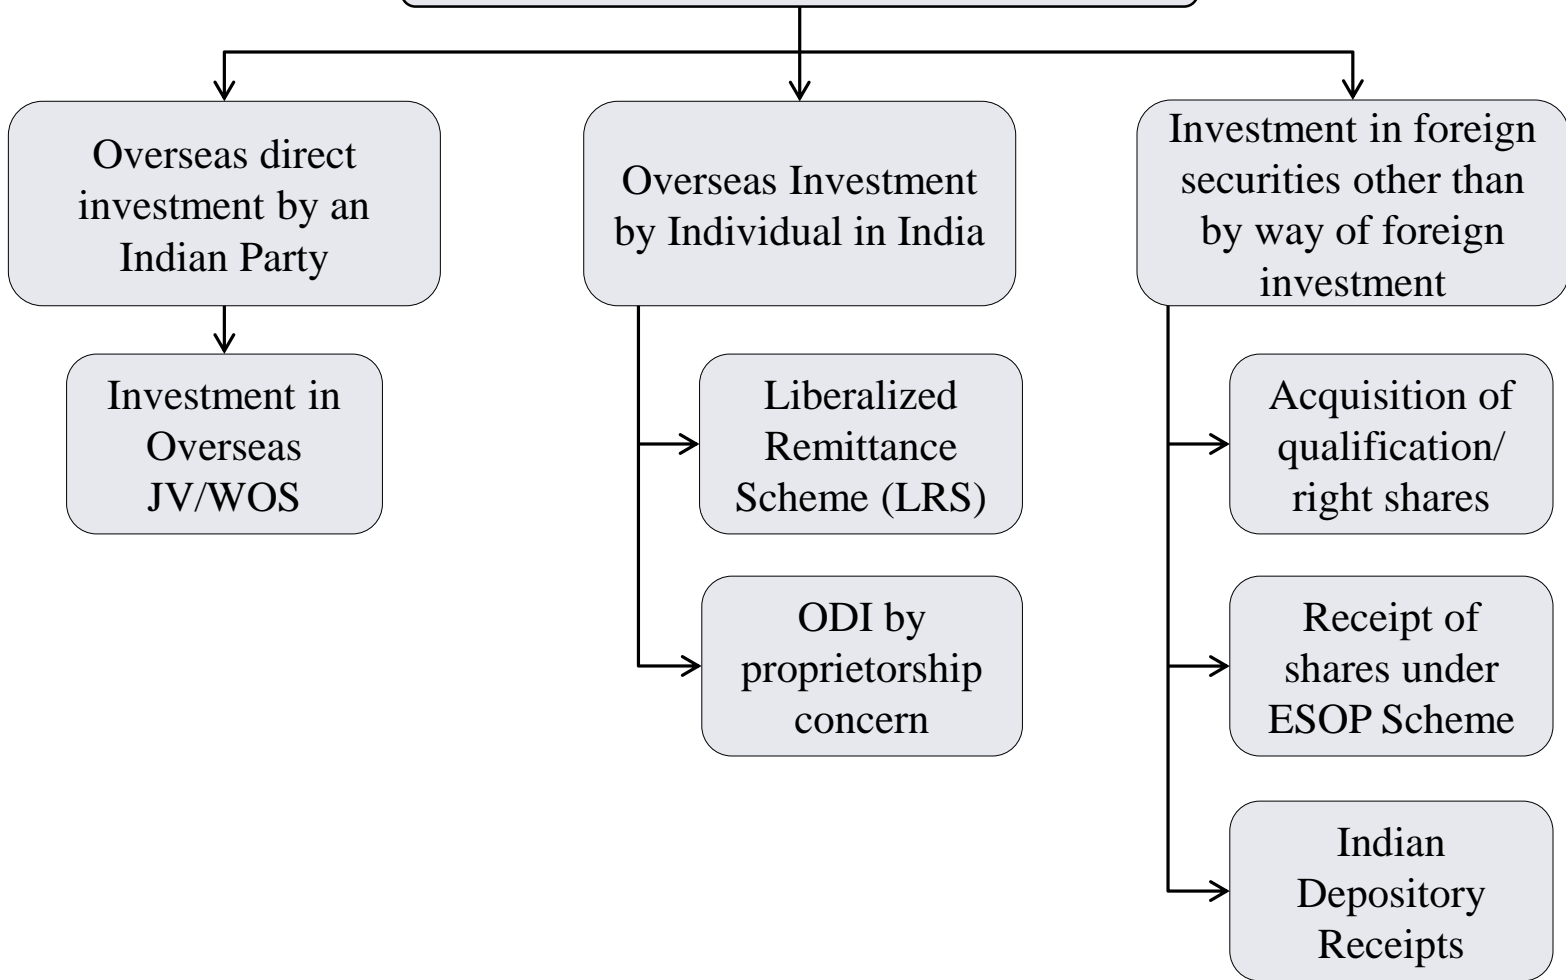 Overseas direct
investment by an
Indian Party
Overseas Investment
by Individual in India
Investment in foreign
securities other than
by way of foreign
investment
Investment in
Overseas
JV/WOS
Liberalized
Remittance
Scheme (LRS)
Acquisition of
qualification/
right shares
ODI by
proprietorship
concern
Receipt of
shares under
ESOP Scheme
Indian
Depository
Receipts